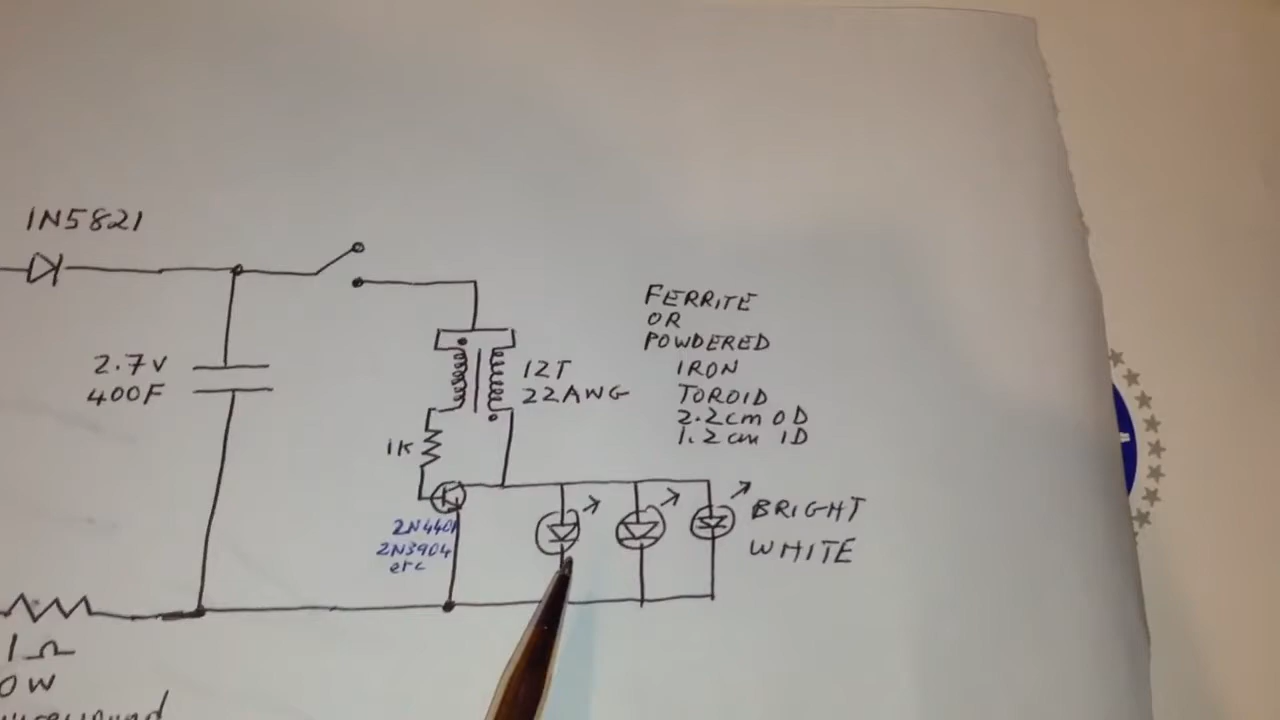 1N5821
2.7V
400F
12T
22AWG
FERRITE
OR
POWDERED
IRON
TOROID
2.2cm OD
1.2cm ID
1K
2N4401
2N3904
etc
BRIGHT
WHITE
1Ω
0W